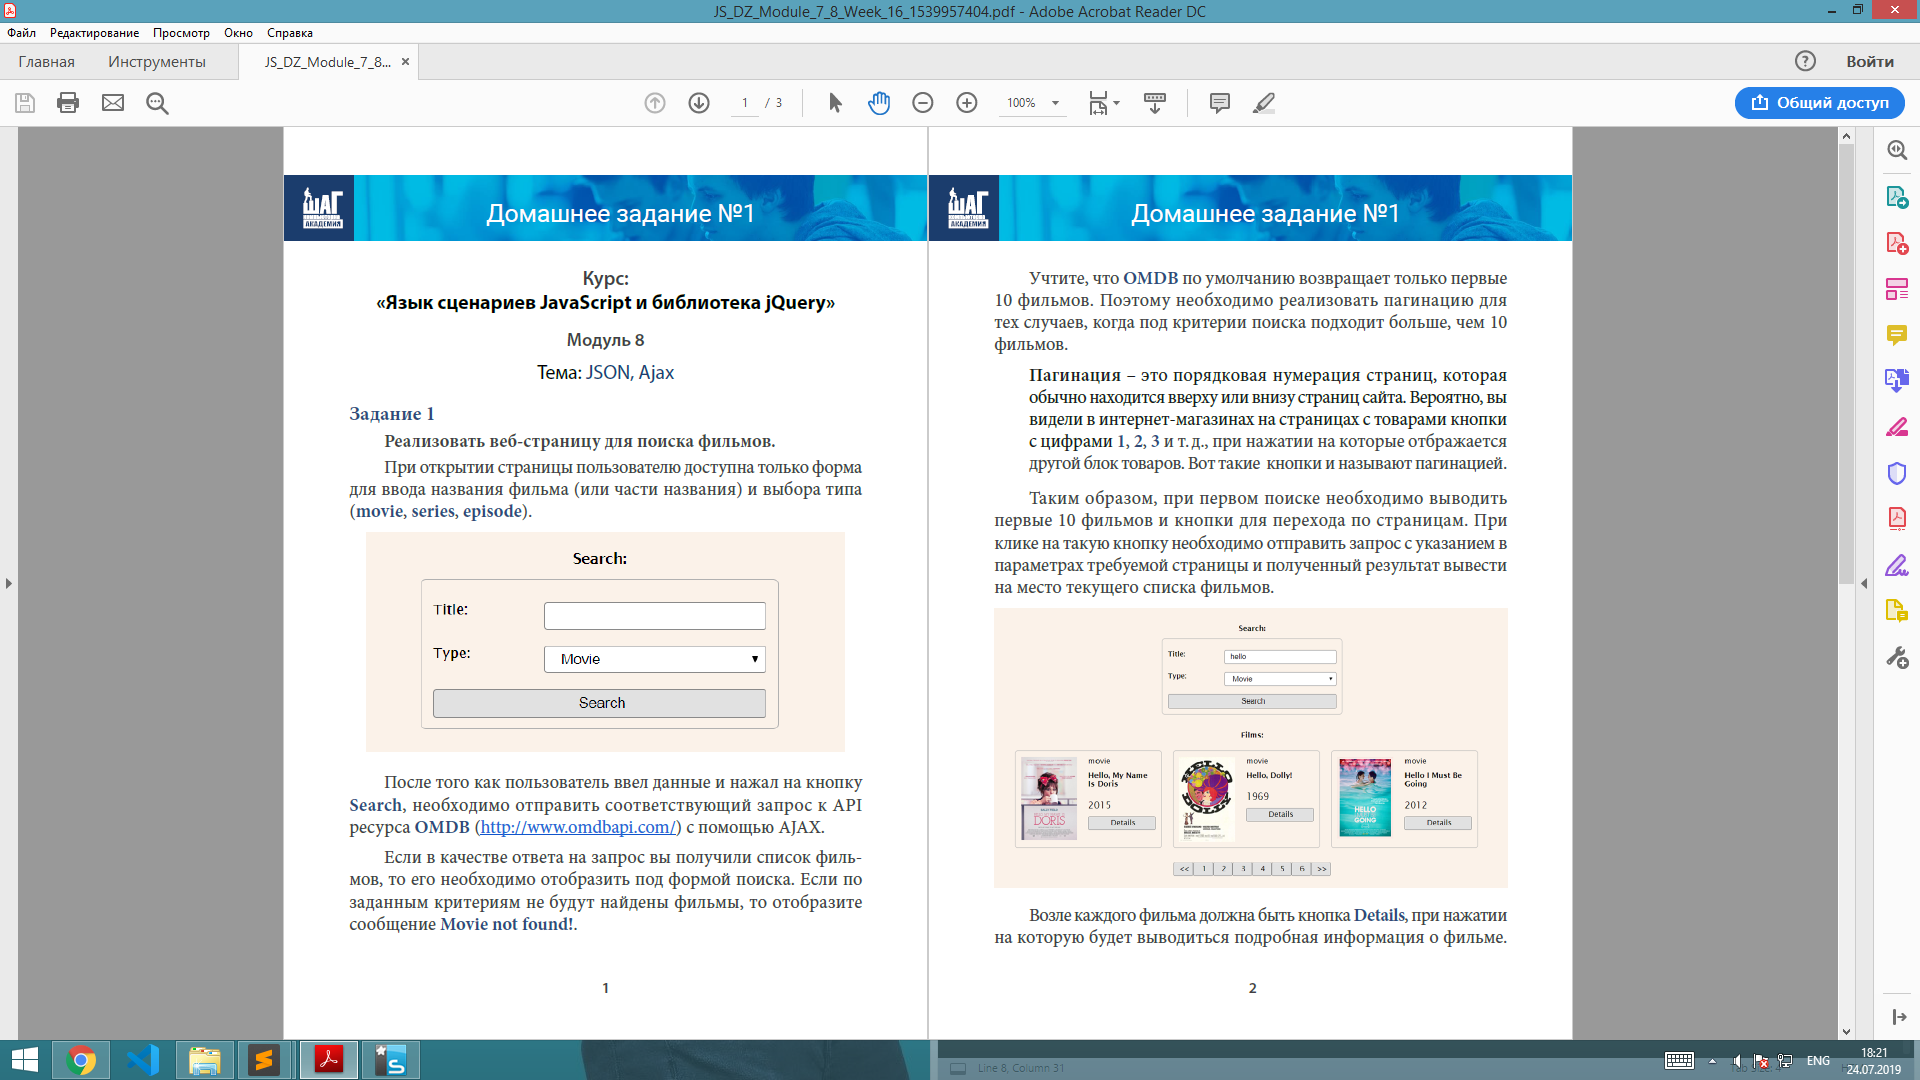 JS_DZ_Module_7_8_Week_16_1539957404.pdf - Adobe Acrobat Reader DC
Файл Редактирование Просмотр Окно Справка
Главная Инструменты JS_DZ_Module_7_8... × Войти
1 / 3 100% Общий доступ
ШАГ
АКАДЕМИЯ
Домашнее задание №1
Курс:
«Язык сценариев JavaScript и библиотека jQuery»
Модуль 8
Тема: JSON, Ajax
Задание 1
Реализовать веб-страницу для поиска фильмов.
При открытии страницы пользователю доступна только форма
для ввода названия фильма (или части названия) и выбора типа
(movie, series, episode).
Search:
Title:
Type: Movie
Search
После того как пользователь ввел данные и нажал на кнопку
Search, необходимо отправить соответствующий запрос к API
ресурса OMDB (http://www.omdbapi.com/) с помощью AJAX.
Если в качестве ответа на запрос вы получили список филь-
мов, то его необходимо отобразить под формой поиска. Если по
заданным критериям не будут найдены фильмы, то отобразите
сообщение Movie not found!.
1
ШАГ
АКАДЕМИЯ
Домашнее задание №1
Учтите, что OMDB по умолчанию возвращает только первые
10 фильмов. Поэтому необходимо реализовать пагинацию для
тех случаев, когда под критерии поиска подходит больше, чем 10
фильмов.
Пагинация – это порядковая нумерация страниц, которая
обычно находится вверху или внизу страниц сайта. Вероятно, вы
видели в интернет-магазинах на страницах с товарами кнопки
с цифрами 1, 2, 3 и т. д., при нажатии на которые отбражается
другой блок товаров. Вот такие кнопки и называют пагинацией.
Таким образом, при первом поиске необходимо выводить
первые 10 фильмов и кнопки для перехода по страницам. При
клике на такую кнопку необходимо отправить запрос с указанием в
параметрах требуемой страницы и полученный результат вывести
на место текущего списка фильмов.
Search:
Title: hello
Type: Movie
Search
Films:
movie
Hello, My Name
Is Doris
2015
Details
DORIS
movie
Hello, Dolly!
1969
Details
HELLO
DOLLY
movie
Hello I Must Be
Going
2012
Details
HELLO
GOING
<< 1 2 3 4 5 6 >>
Возле каждого фильма должна быть кнопка Details, при нажатии
на которую будет выводиться подробная информация о фильме.
2
Line 8, Column 31
ENG
18:21
24.07.2019